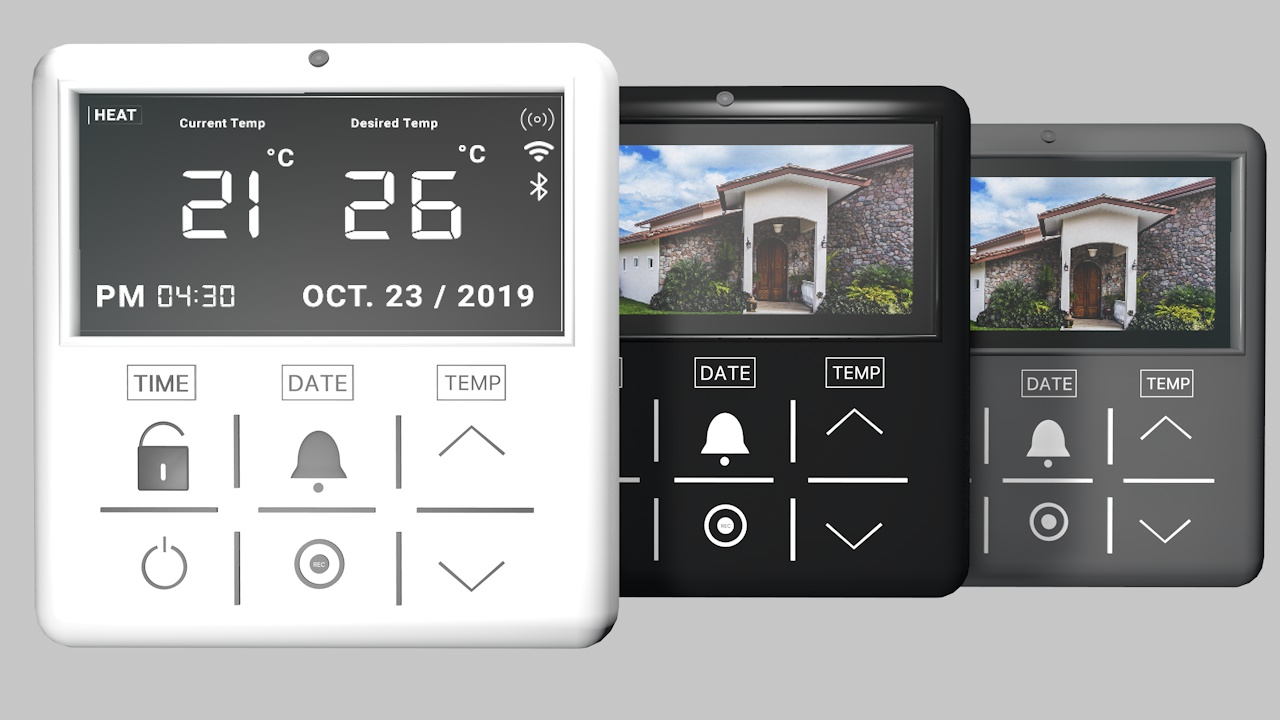 HEAT
Current Temp Desired Temp
21 °C 26 °C
PM 04:30 OCT. 23 / 2019
TIME DATE TEMP
REC
DATE TEMP
REC
DATE TEMP